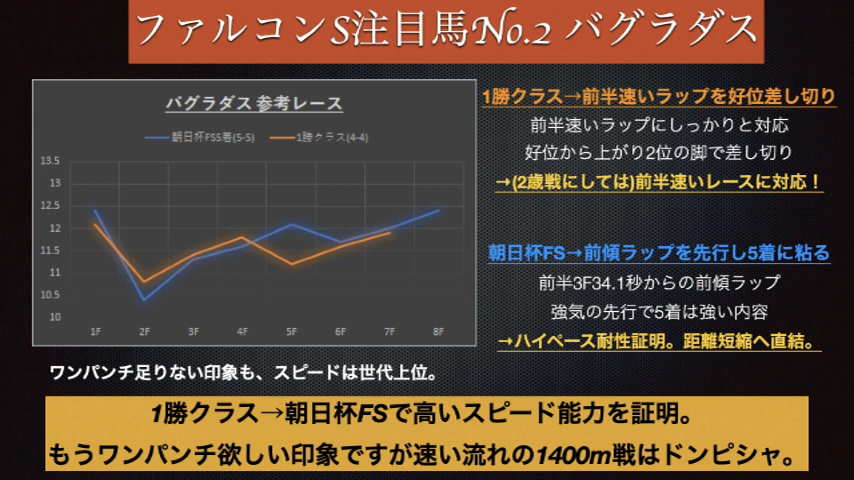 ファルコンS注目馬No.2 バグラダス
バグラダス 参考レース
朝日杯FS5着(5-5)
1勝クラス(4-4)
13.5
13
12.5
12
11.5
11
10.5
10
1F 2F 3F 4F 5F 6F 7F 8F
1勝クラス→前半速いラップを好位差し切り
前半速いラップにしっかりと対応
好位から上がり2位の脚で差し切り
→(2歳戦にしては)前半速いレースに対応！
朝日杯FS→前傾ラップを先行し5着に粘る
前半3F34.1秒からの前傾ラップ
強気の先行で5着は強い内容
→ハイペース耐性証明。距離短縮へ直結。
ワンパンチ足りない印象も、スピードは世代上位。
1勝クラス→朝日杯FSで高いスピード能力を証明。
もうワンパンチ欲しい印象ですが速い流れの1400m戦はドンピシャ。